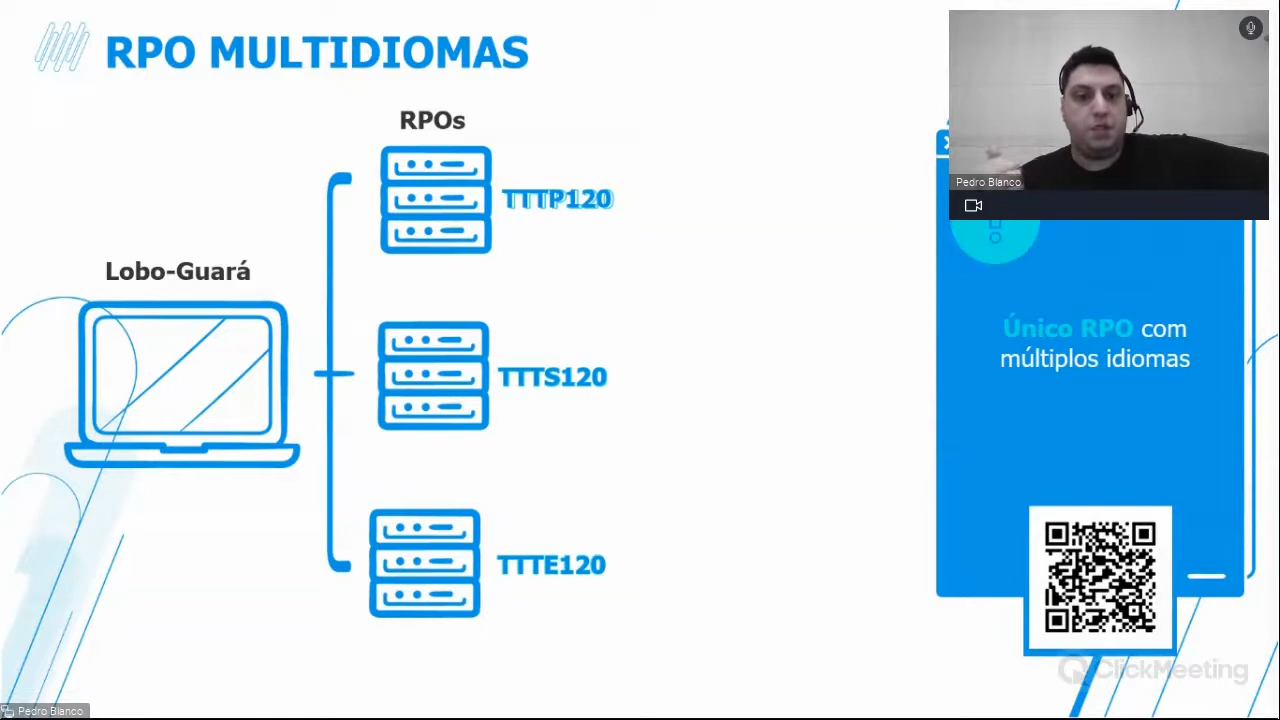 RPO MULTIDIOMAS
RPOs
TTTP120
Lobo-Guará
TTTS120
TTTE120
Único RPO com
múltiplos idiomas
Pedro Blanco
ClickMeeting
Pedro Blanco